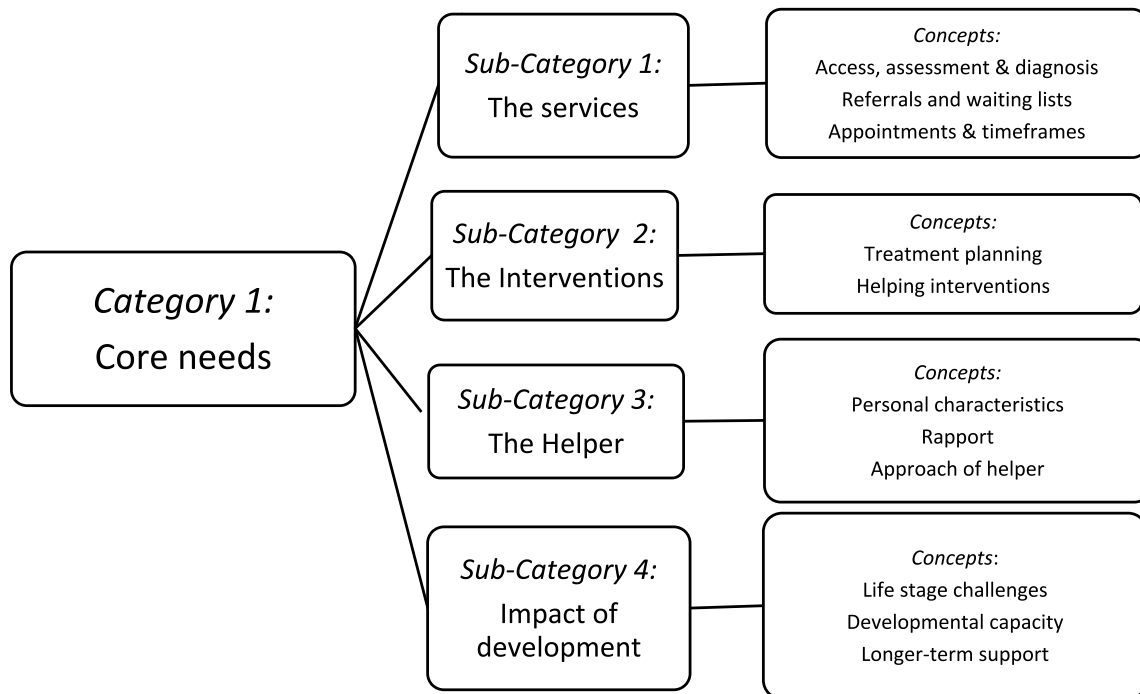 Category 1:
Core needs
Sub-Category 1:
The services
Concepts:
Access, assessment & diagnosis
Referrals and waiting lists
Appointments & timeframes
Sub-Category  2:
The Interventions
Concepts:
Treatment planning
Helping interventions
Sub-Category 3:
The Helper
Concepts:
Personal characteristics
Rapport
Approach of helper
Sub-Category 4:
Impact of
development
Concepts:
Life stage challenges
Developmental capacity
Longer-term support